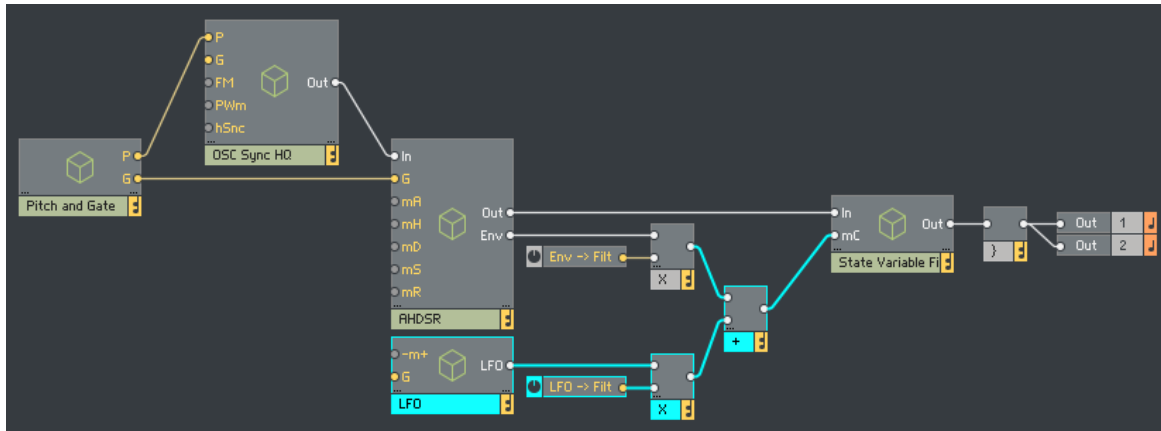 P
G
FM
PWm
hSnc
Out
OSC Sync HQ
P
G
Pitch and Gate
In
G
mA
mH
mD
mS
mR
Out
Env
AHDSR
Env -> Filt
X
In
mC
Out
State Variable Fi
}
Out 1
Out 2
+
-m+
G
LFO
LFO
LFO -> Filt
X